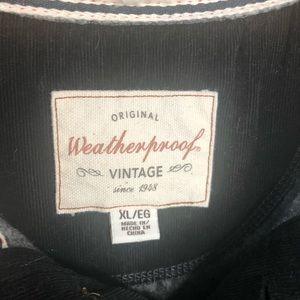 ORIGINAL
Weatherproof®
VINTAGE
since 1948
XL/EG
MADE IN/
HECHO EN
CHINA